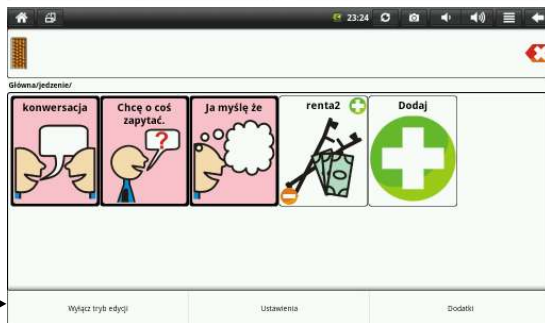 23:24
Główna/jedzenie/
konwersacja
Chcę o coś
zapytać.
?
Ja myślę że
renta2
Dodaj
Wyłącz tryb edycji
Ustawienia
Dodatki